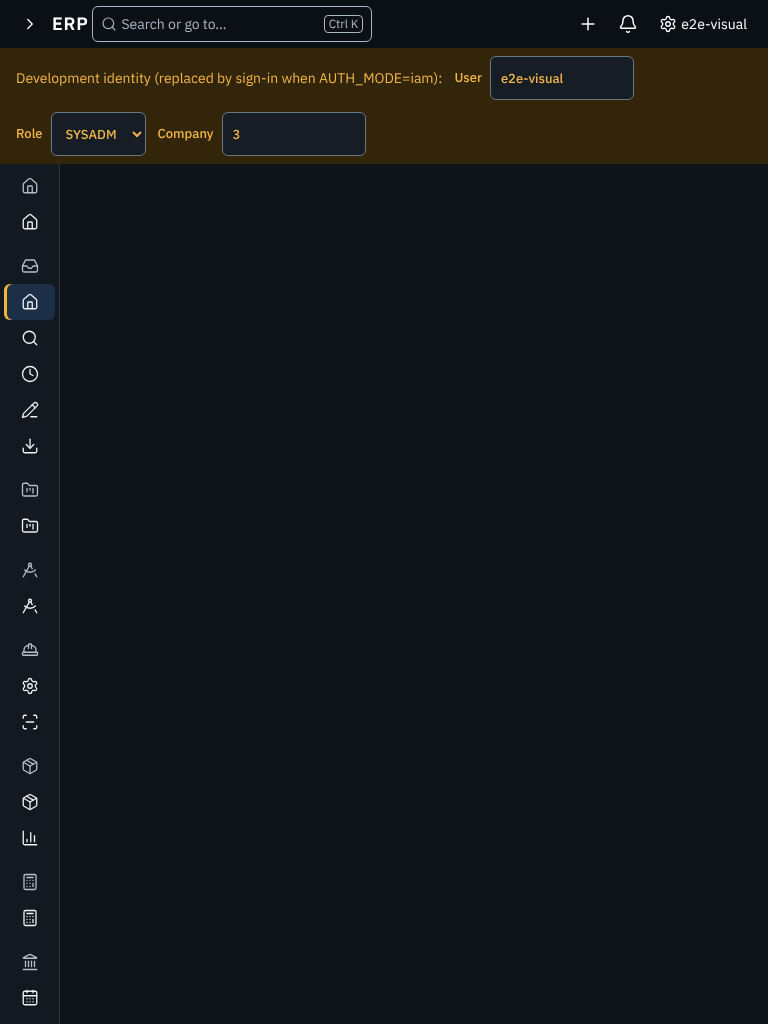 ERP Search or go to... Ctrl K e2e-visual
Development identity (replaced by sign-in when AUTH_MODE=iam): User e2e-visual
Role SYSADM Company 3